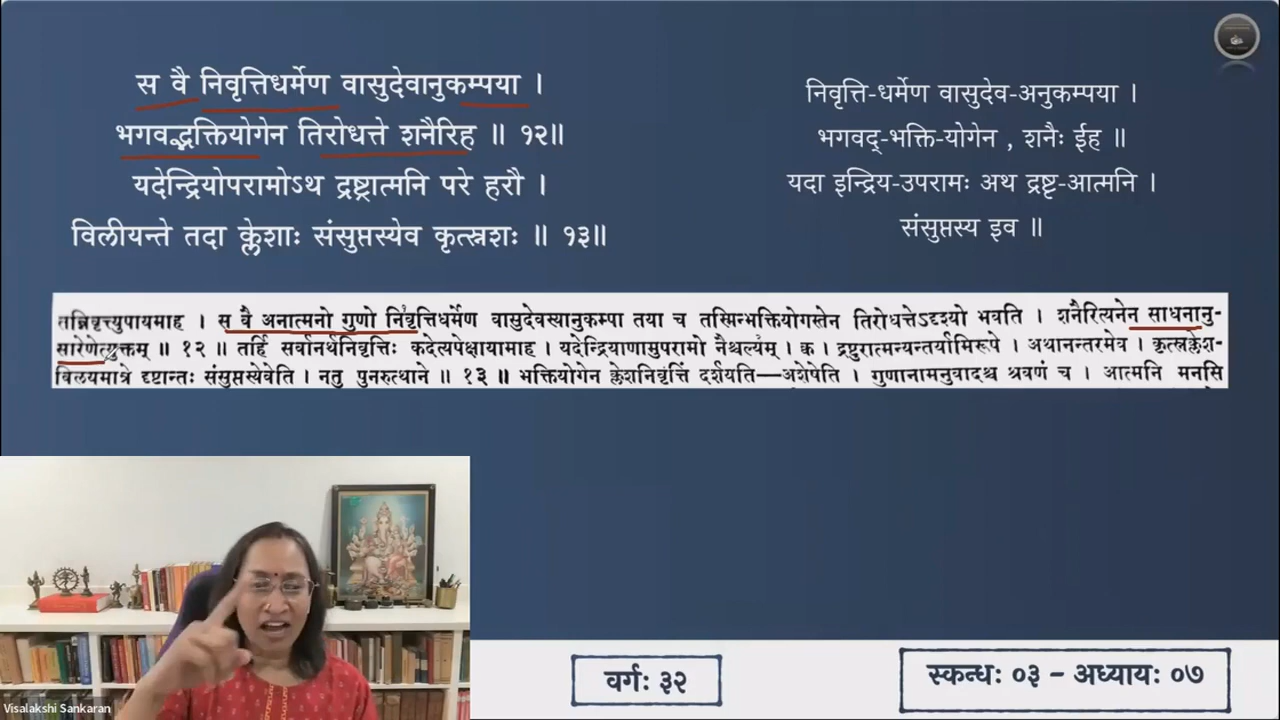 स वै निवृत्तिधर्मेण वासुदेवानुकम्पया ।
भगवद्भक्तियोगेन तिरोधत्ते शनैरिह ॥ १२॥
यदेन्द्रियोपरामोऽथ द्रष्ट्रात्मनि परे हरौ ।
विलीयन्ते तदा क्लेशाः संसुप्तस्येव कृत्स्नशः ॥ १३॥
निवृत्ति-धर्मेण वासुदेव-अनुकम्पया ।
भगवद्-भक्ति-योगेन , शनैः ईह ॥
यदा इन्द्रिय-उपरामः अथ द्रष्टृ-आत्मनि ।
संसुप्तस्य इव ॥
तन्निवृत्त्युपायमाह । स वै अनात्मनो गुणो निवृत्तिधर्मेण वासुदेवस्यानुकम्पा तया च तस्मिन्भक्तियोगस्तेन तिरोधत्तेऽदृश्यो भवति । शनैरित्यनेन साधनानु-
सारेणेत्युक्तम् ॥ १२ ॥ तर्हि सर्वानर्थनिवृत्तिः कदेत्यपेक्षायामाह । यदेन्द्रियाणामुपरामो नैश्चल्यम् । क्व । द्रष्टुरात्मन्यन्तर्यामिरूपे । अथानन्तरमेव । कृत्स्नक्लेश-
विलयमात्रे दृष्टान्तः संसुप्तस्येवेति । नतु पुनरुत्थाने ॥ १३ ॥ भक्तियोगेन क्लेशनिवृत्तिं दर्शयति—अशेषेति । गुणानामनुवादश्च श्रवणं च । आत्मनि मनसि
Visalakshi Sankaran
वर्गः ३२
स्कन्धः ०३ – अध्यायः ०७